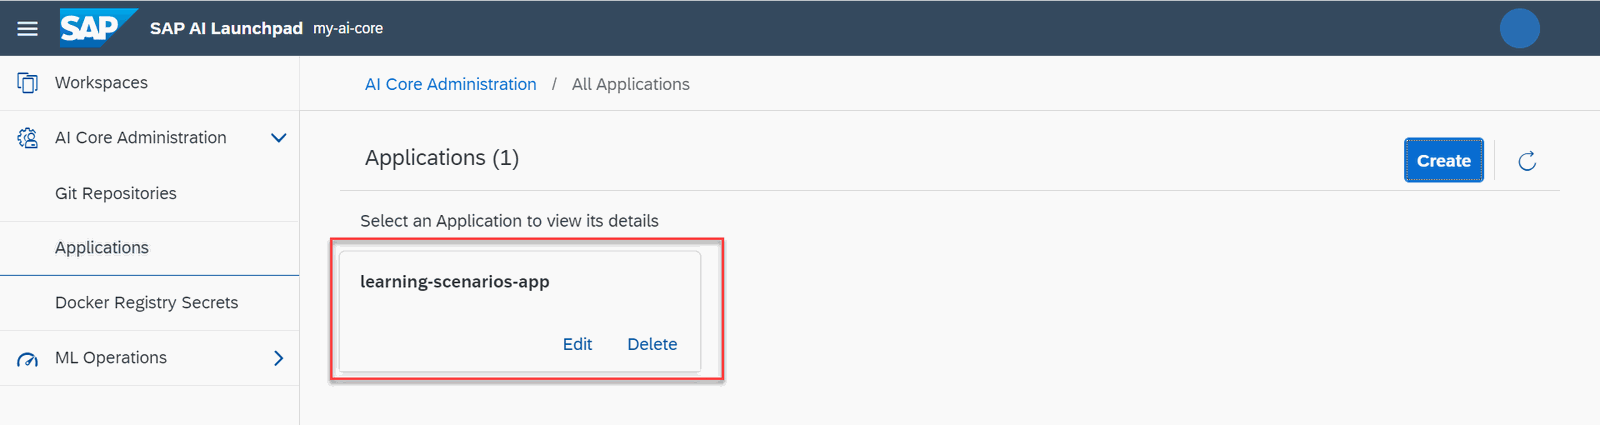 SAP SAP AI Launchpad my-ai-core
Workspaces
AI Core Administration
Git Repositories
Applications
Docker Registry Secrets
ML Operations
AI Core Administration / All Applications
Applications (1)
Create
Select an Application to view its details
learning-scenarios-app
Edit Delete